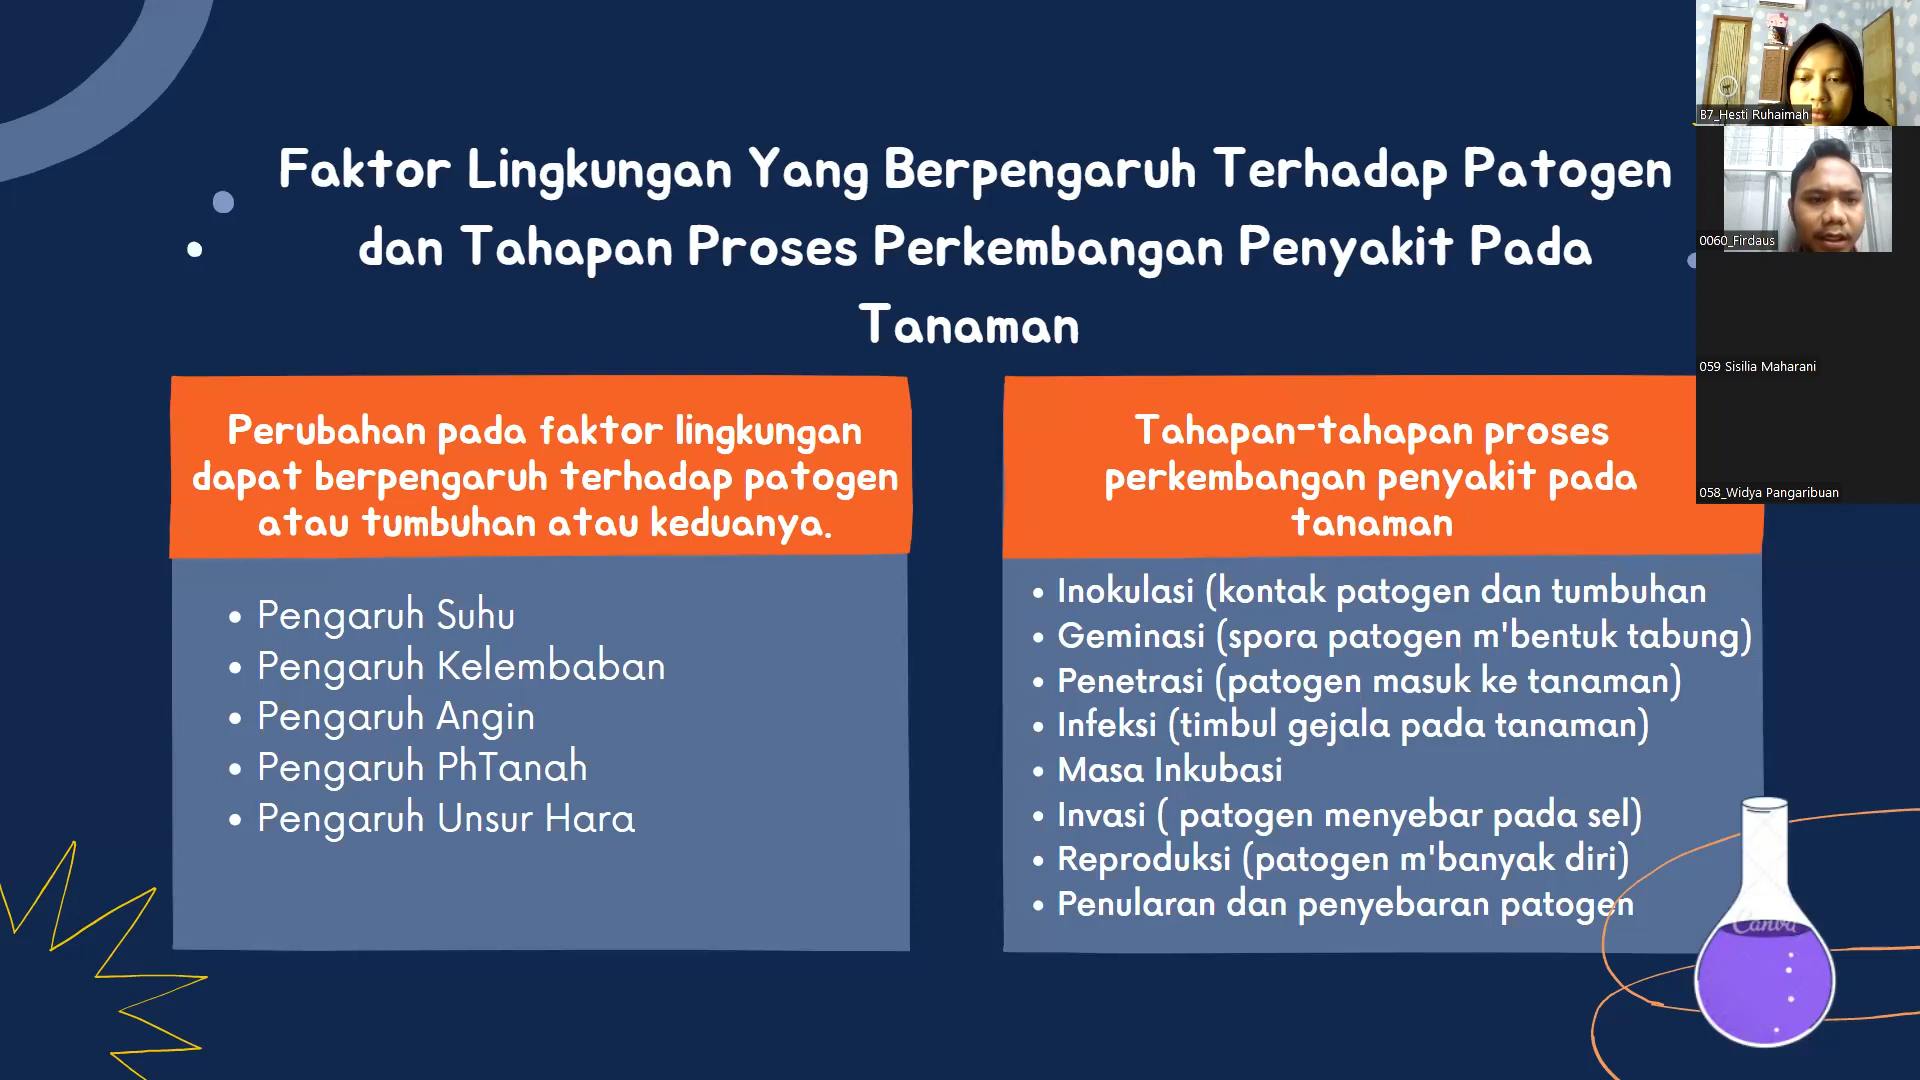 Faktor Lingkungan Yang Berpengaruh Terhadap Patogen
dan Tahapan Proses Perkembangan Penyakit Pada
Tanaman
Perubahan pada faktor lingkungan
dapat berpengaruh terhadap patogen
atau tumbuhan atau keduanya.
• Pengaruh Suhu
• Pengaruh Kelembaban
• Pengaruh Angin
• Pengaruh PhTanah
• Pengaruh Unsur Hara
Tahapan-tahapan proses
perkembangan penyakit pada
tanaman
• Inokulasi (kontak patogen dan tumbuhan
• Geminasi (spora patogen m'bentuk tabung)
• Penetrasi (patogen masuk ke tanaman)
• Infeksi (timbul gejala pada tanaman)
• Masa Inkubasi
• Invasi ( patogen menyebar pada sel)
• Reproduksi (patogen m'banyak diri)
• Penularan dan penyebaran patogen
Canva
B7_Hesti Ruhaimah
0060_Firdaus
059 Sisilia Maharani
058_Widya Pangaribuan